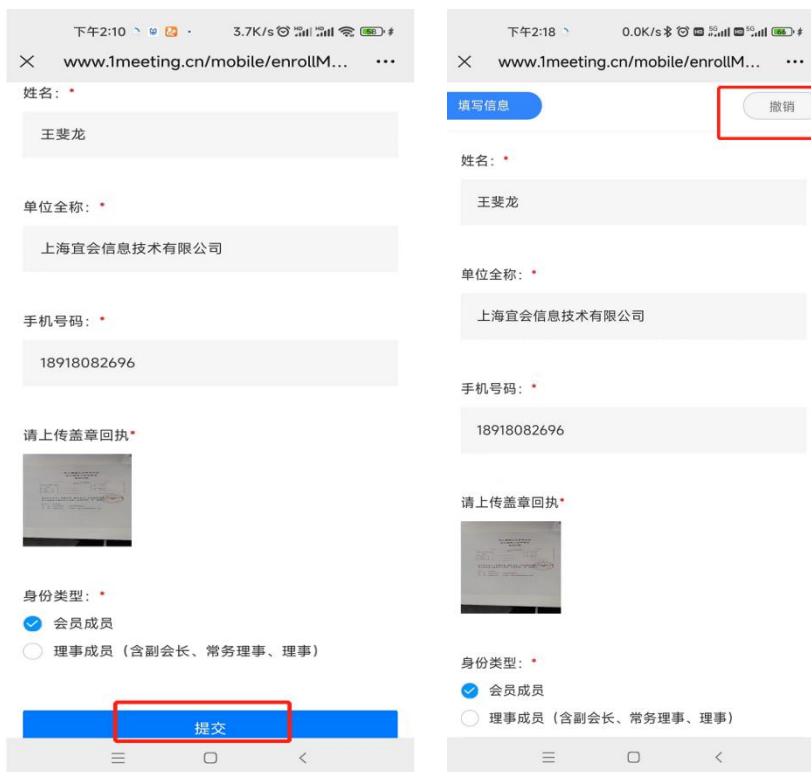 下午2:10
3.7K/s
58
www.1meeting.cn/mobile/enrollM...
姓名：*
王斐龙
单位全称：*
上海宜会信息技术有限公司
手机号码：*
18918082696
请上传盖章回执*
身份类型：*
会员成员
理事成员（含副会长、常务理事、理事）
提交
下午2:18
0.0K/s
66
www.1meeting.cn/mobile/enrollM...
填写信息
撤销
姓名：*
王斐龙
单位全称：*
上海宜会信息技术有限公司
手机号码：*
18918082696
请上传盖章回执*
身份类型：*
会员成员
理事成员（含副会长、常务理事、理事）